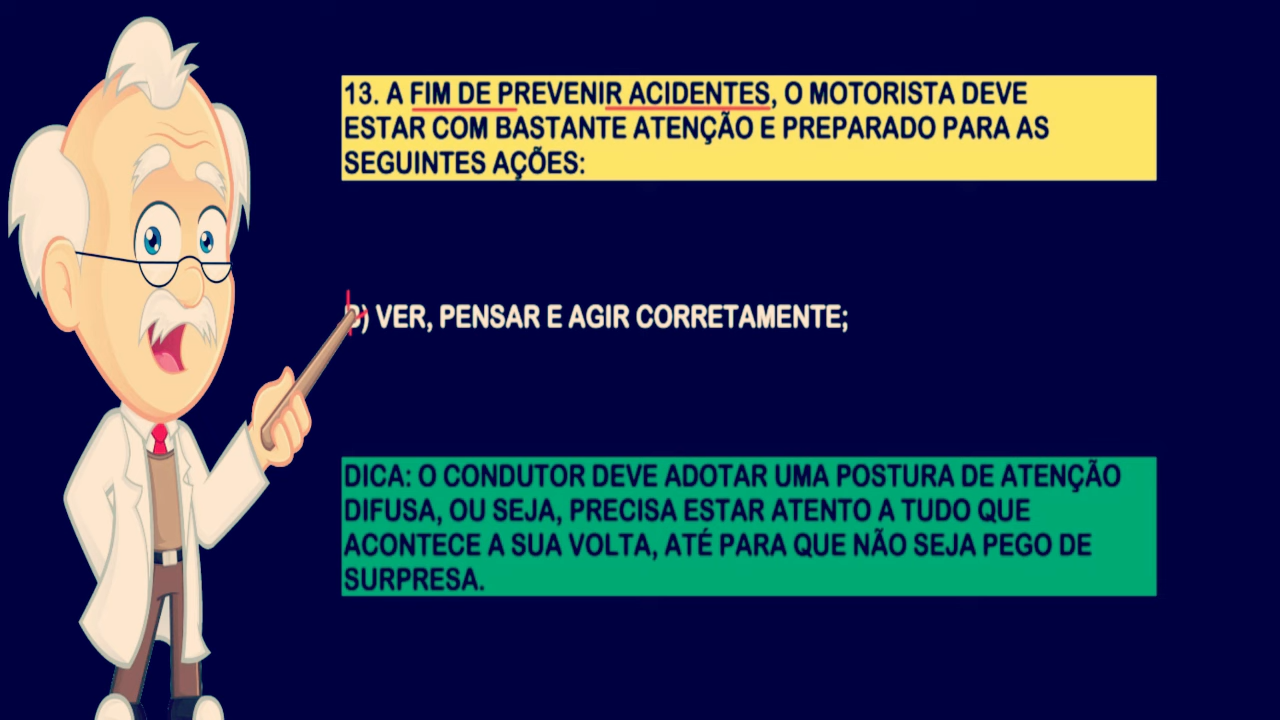 13. A FIM DE PREVENIR ACIDENTES, O MOTORISTA DEVE
ESTAR COM BASTANTE ATENÇÃO E PREPARADO PARA AS
SEGUINTES AÇÕES:
B) VER, PENSAR E AGIR CORRETAMENTE;
DICA: O CONDUTOR DEVE ADOTAR UMA POSTURA DE ATENÇÃO
DIFUSA, OU SEJA, PRECISA ESTAR ATENTO A TUDO QUE
ACONTECE A SUA VOLTA, ATÉ PARA QUE NÃO SEJA PEGO DE
SURPRESA.